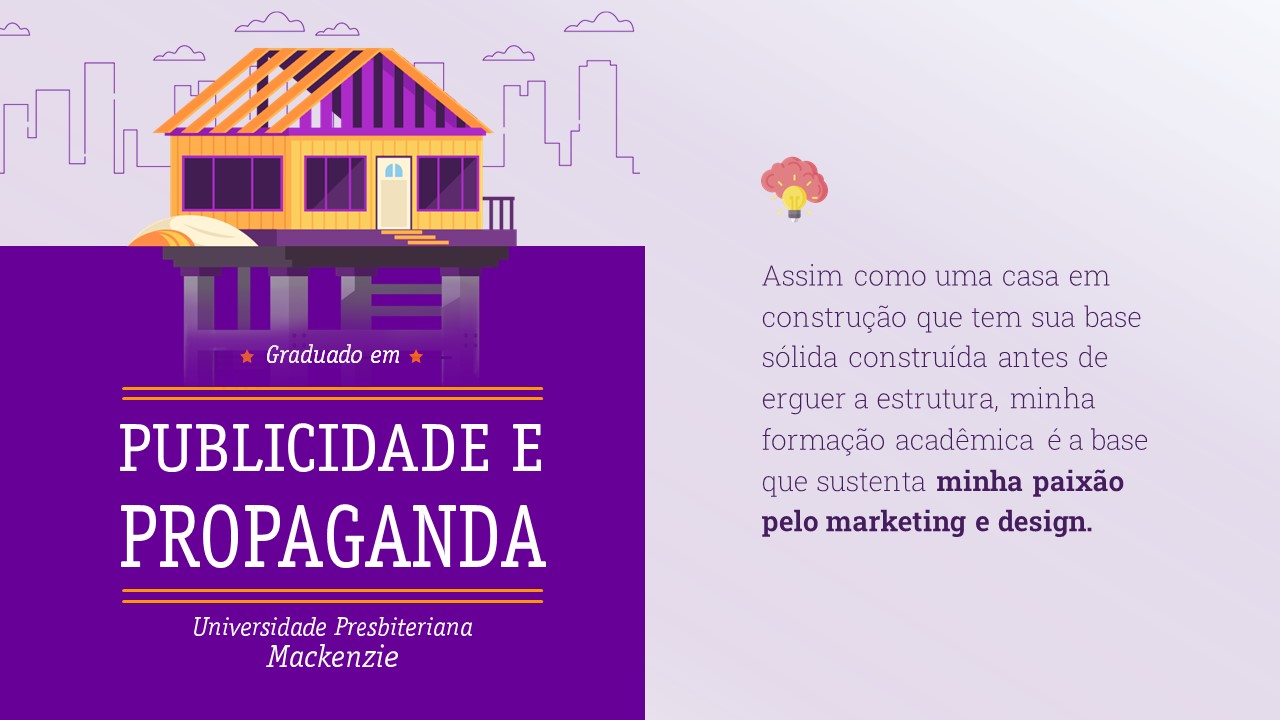 Graduado em
PUBLICIDADE E
PROPAGANDA
Universidade Presbiteriana
Mackenzie
Assim como uma casa em
construção que tem sua base
sólida construída antes de
erguer a estrutura, minha
formação acadêmica é a base
que sustenta minha paixão
pelo marketing e design.